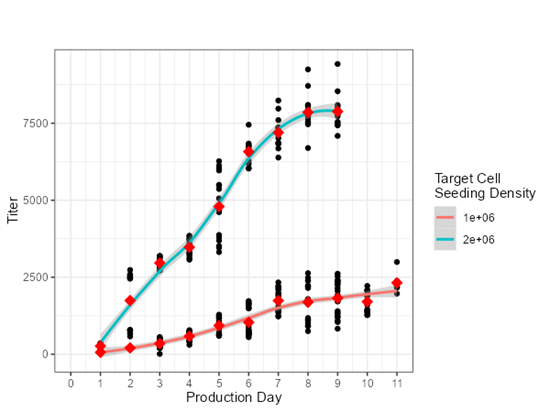 7500
5000
2500
0
Titer
0 1 2 3 4 5 6 7 8 9 10 11
Production Day
Target Cell
Seeding Density
1e+06
2e+06